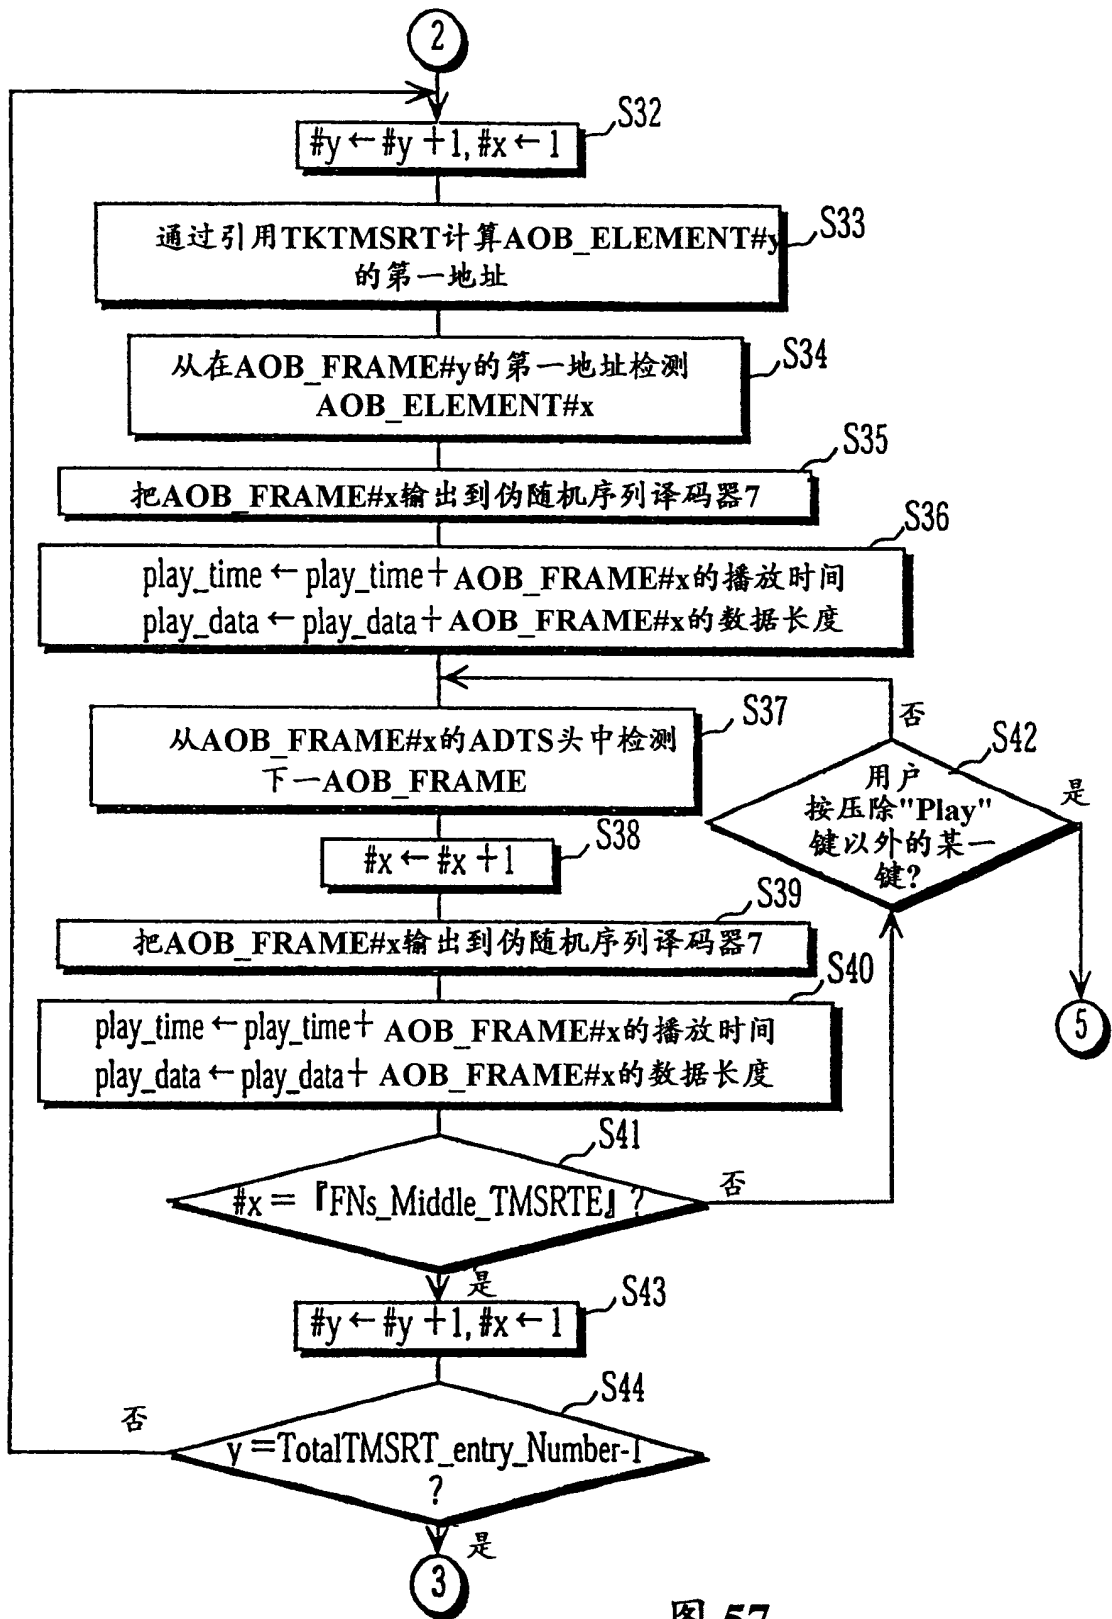 2
S32
#y←#y＋1, #x←1
S33
通过引用TKTMSRT计算AOB_ELEMENT#y
的第一地址
S34
从在AOB_FRAME#y的第一地址检测
AOB_ELEMENT#x
S35
把AOB_FRAME#x输出到伪随机序列译码器7
S36
play_time←play_time＋AOB_FRAME#x的播放时间
play_data←play_data＋AOB_FRAME#x的数据长度
S37
从AOB_FRAME#x的ADTS头中检测
下一AOB_FRAME
否
S42
用户
按压除"Play"
键以外的某一
键?
是
5
S38
#x←#x＋1
S39
把AOB_FRAME#x输出到伪随机序列译码器7
S40
play_time←play_time＋AOB_FRAME#x的播放时间
play_data←play_data＋AOB_FRAME#x的数据长度
S41
#x＝『FNs_Middle_TMSRTE』?
否
是
S43
#y←#y＋1, #x←1
S44
否
y＝TotalTMSRT_entry_Number-1
?
是
3
图 57